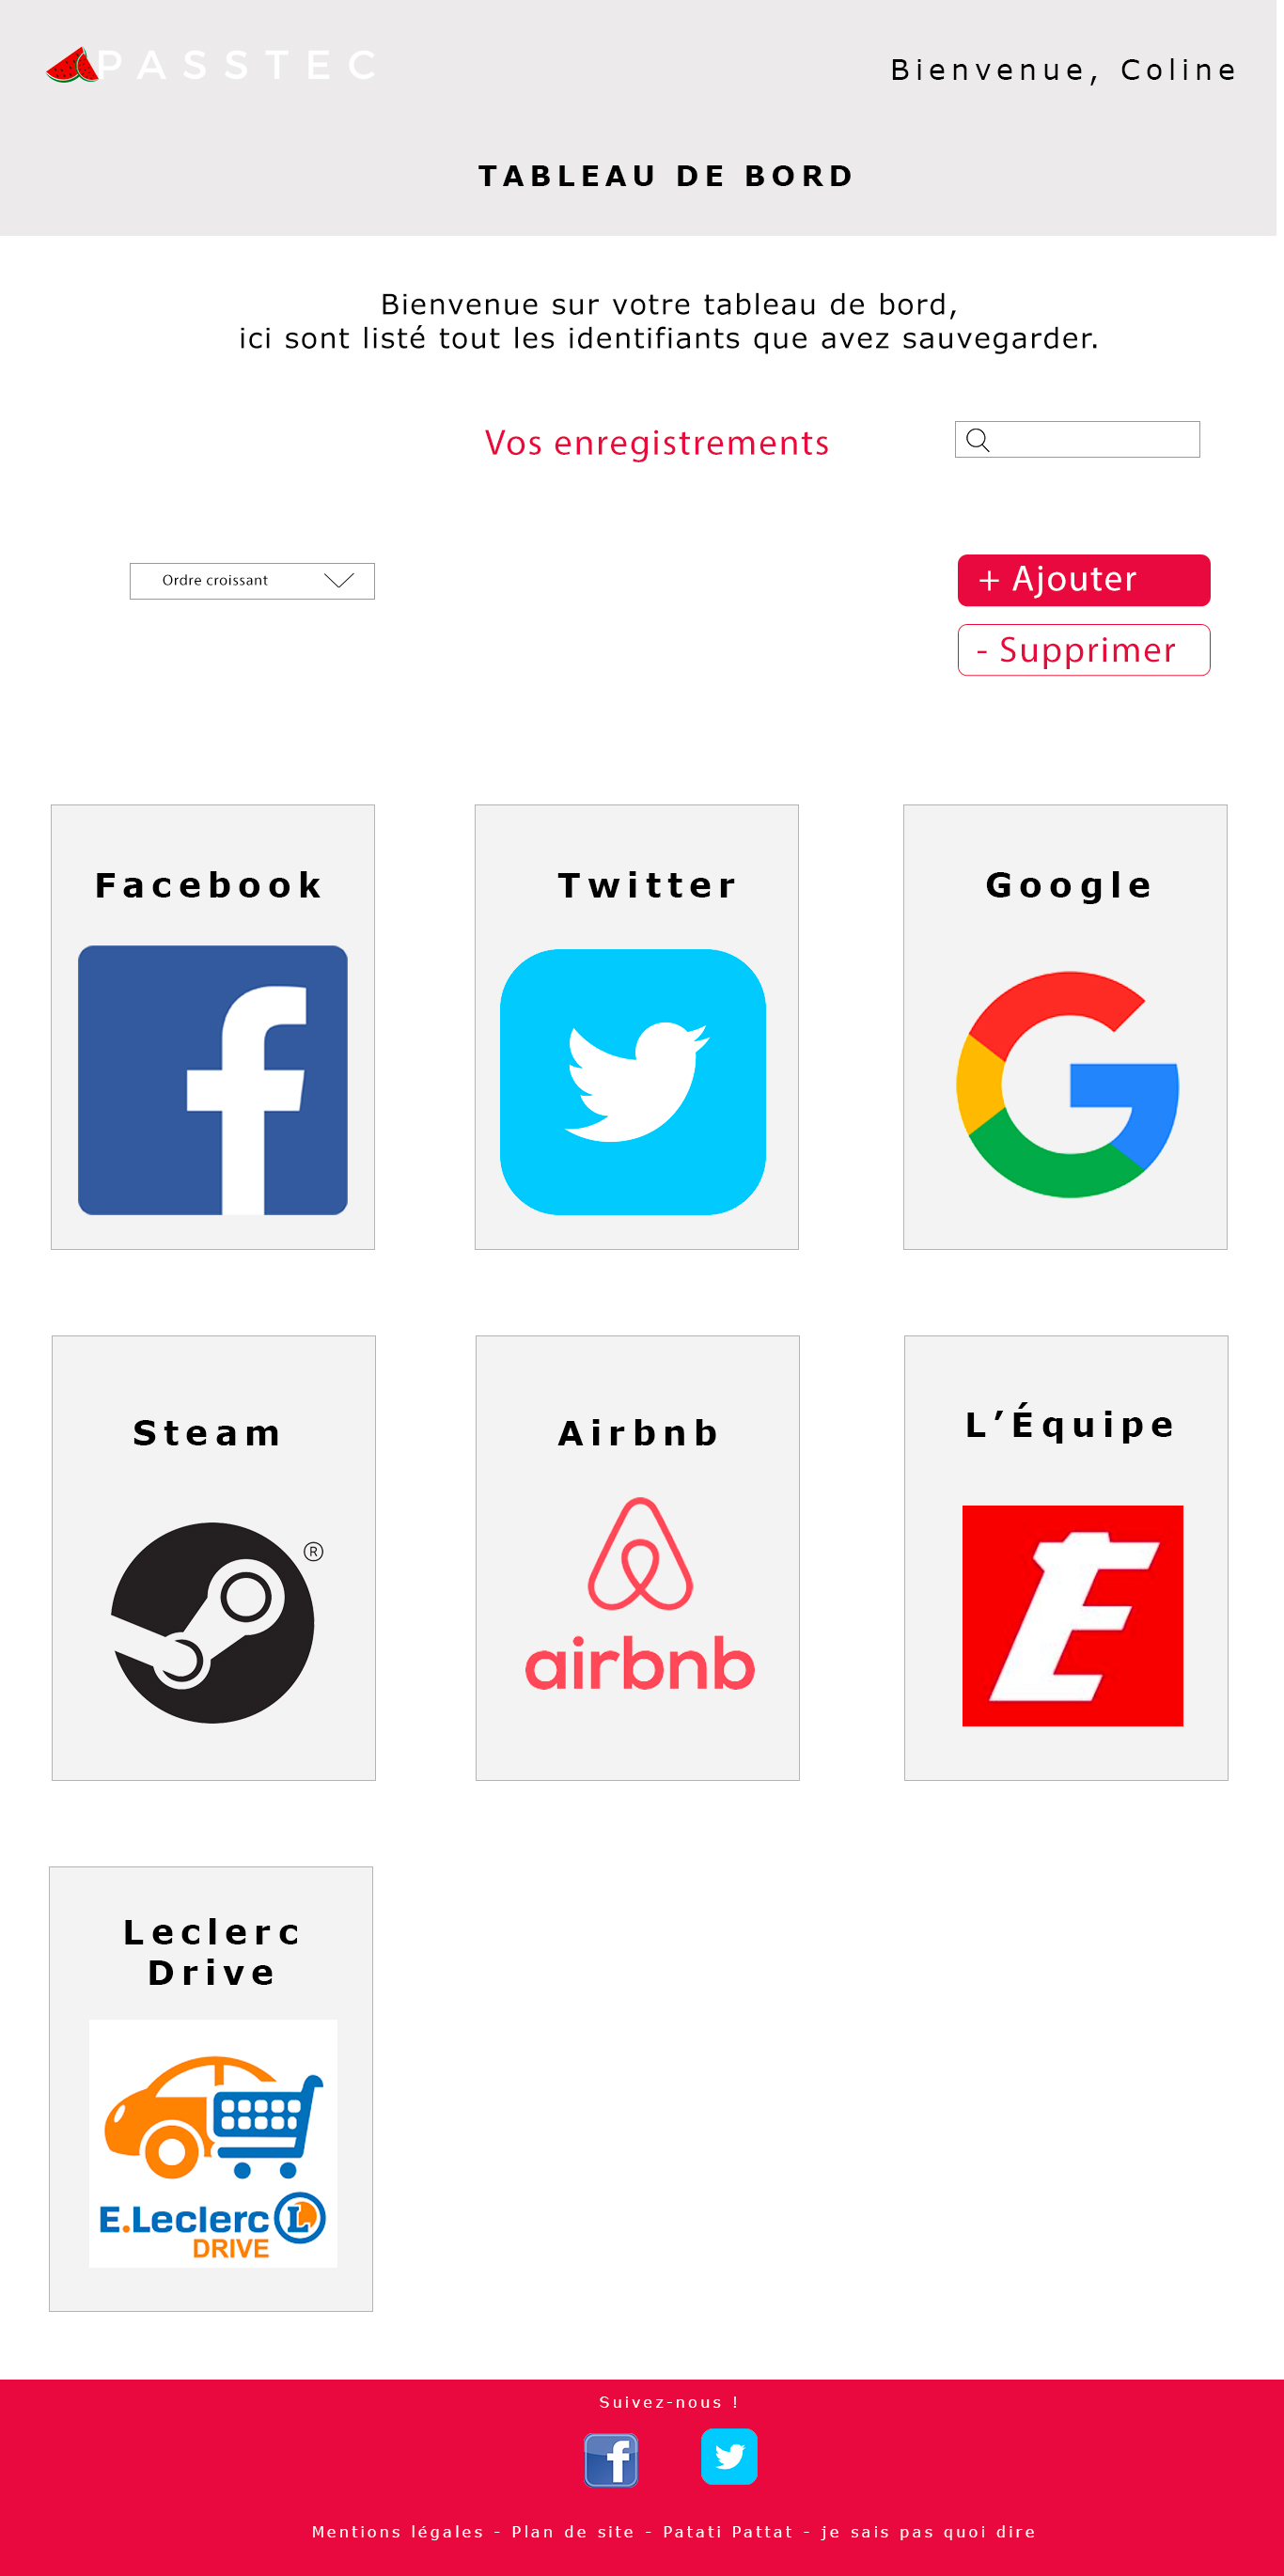 PASSTEC
Bienvenue, Coline
TABLEAU DE BORD
Bienvenue sur votre tableau de bord,
ici sont listé tout les identifiants que avez sauvegarder.
Vos enregistrements
Ordre croissant
+ Ajouter
- Supprimer
Facebook
Twitter
Google
Steam
®
Airbnb
airbnb
L’Équipe
Leclerc
Drive
E.Leclerc L
DRIVE
Suivez-nous !
Mentions légales - Plan de site - Patati Pattat - je sais pas quoi dire